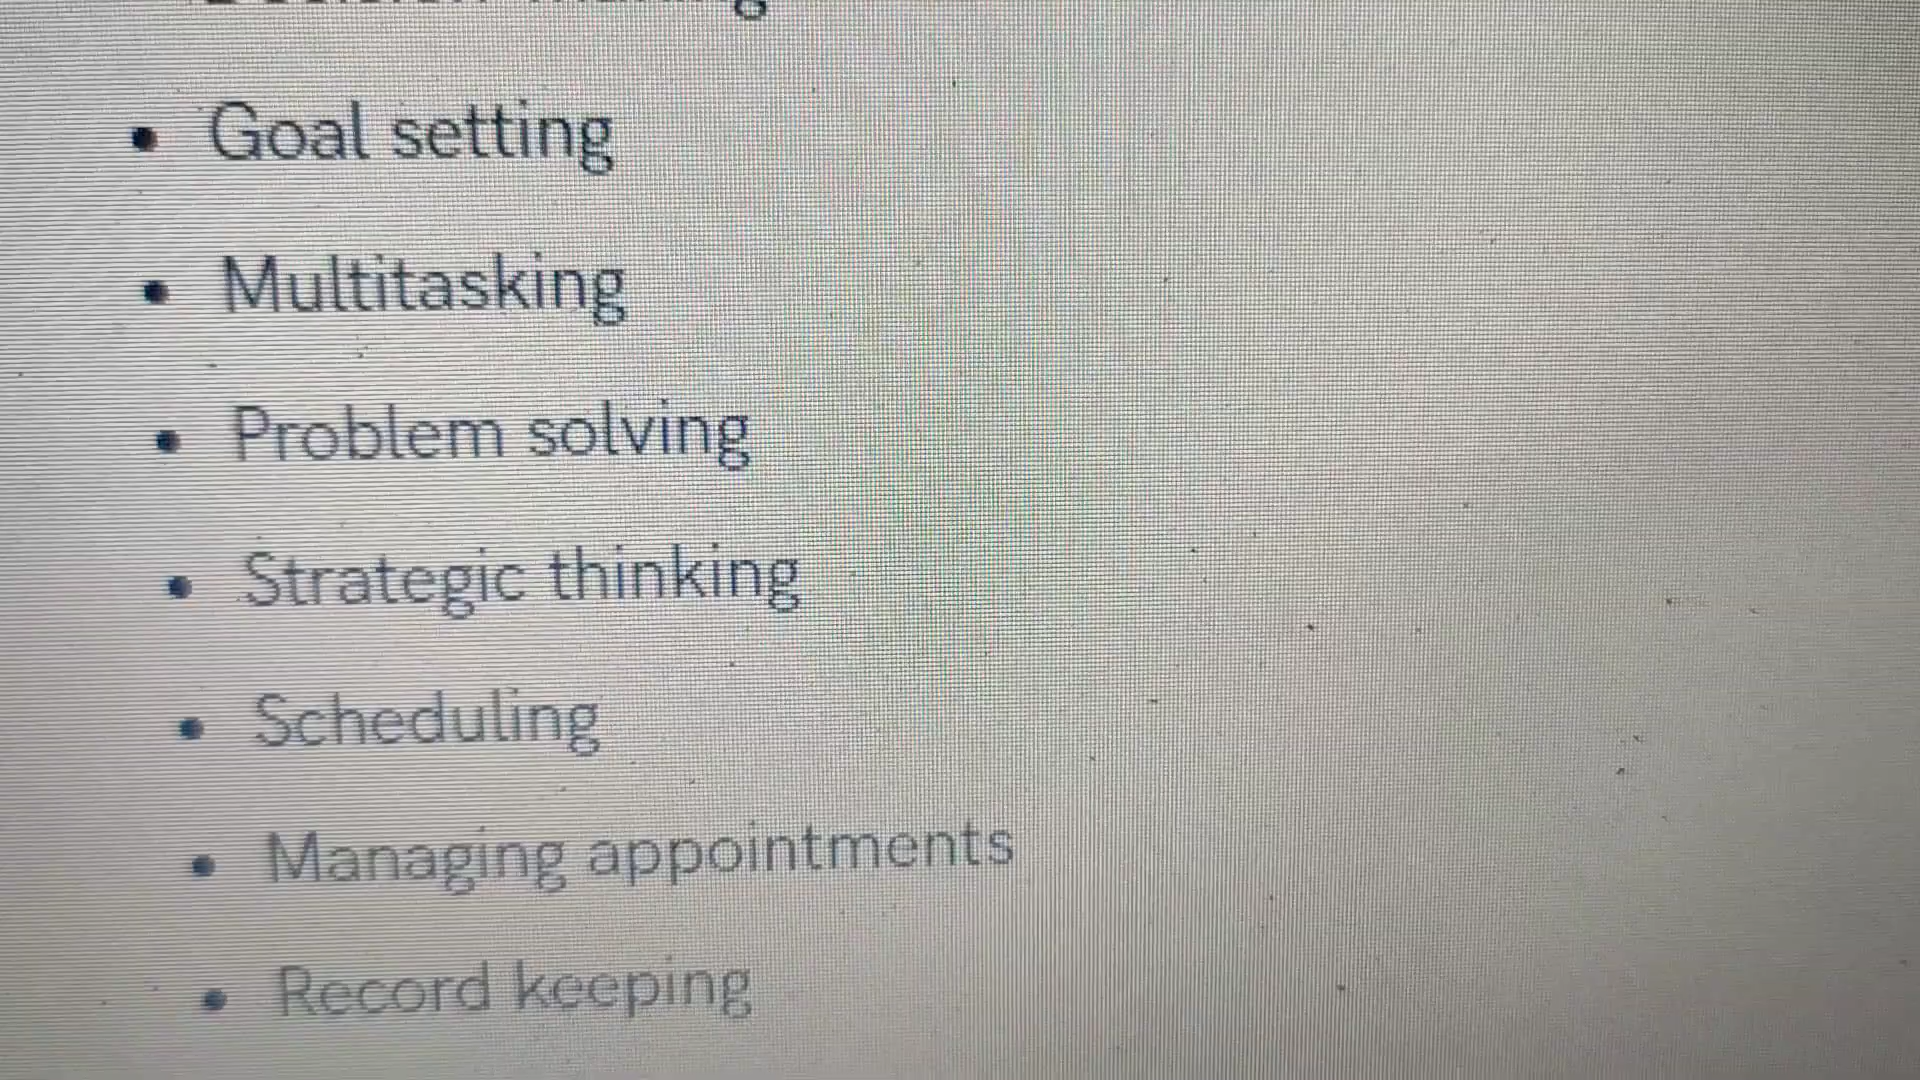 • Goal setting
• Multitasking
• Problem solving
• Strategic thinking
• Scheduling
• Managing appointments
• Record keeping